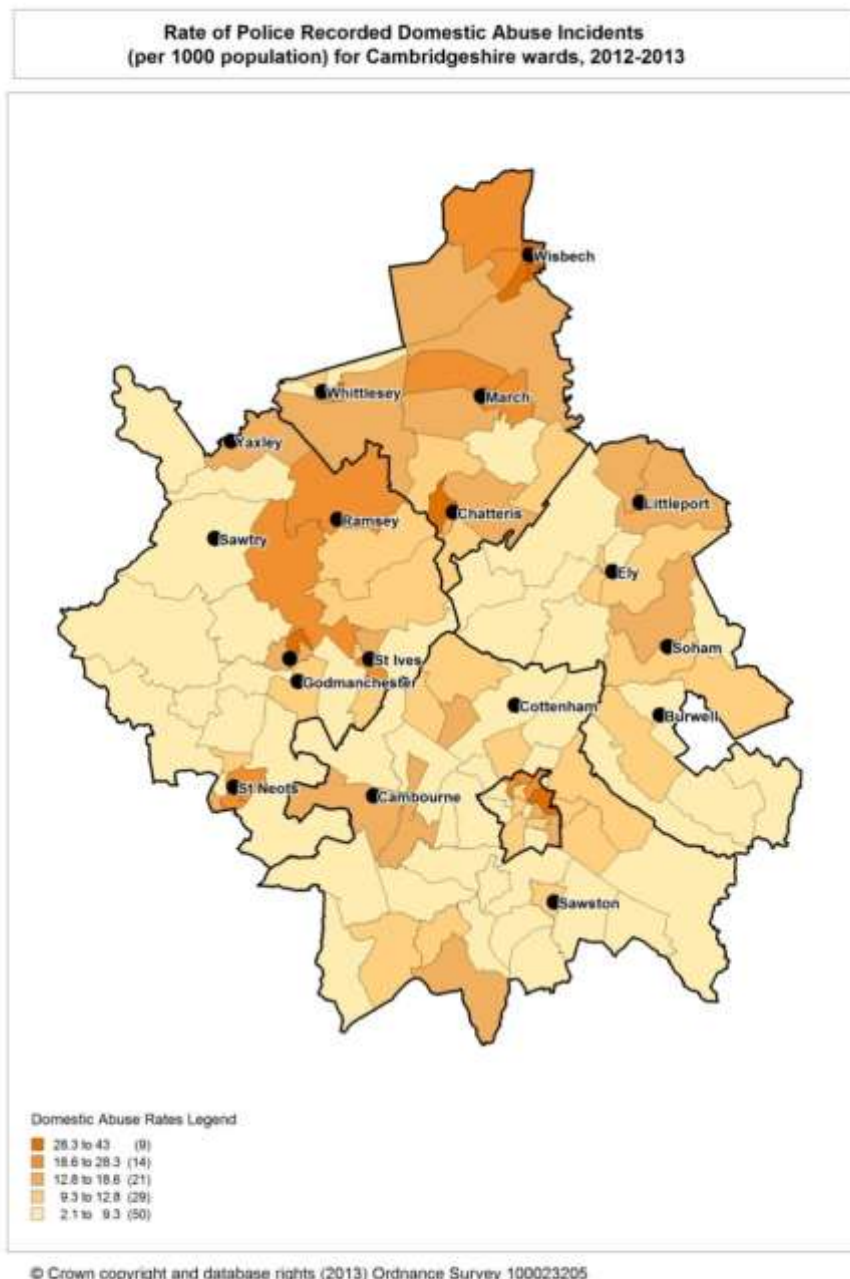 Rate of Police Recorded Domestic Abuse Incidents
(per 1000 population) for Cambridgeshire wards, 2012-2013
Wisbech
Whittlesey
March
Yaxley
Littleport
Chatteris
Ramsey
Sawtry
Ely
Soham
St Ives
Godmanchester
Cottenham
Burwell
St Neots
Cambourne
Sawston
Domestic Abuse Rates Legend
28.3 to 43 (9)
18.6 to 28.3 (14)
12.8 to 18.6 (21)
9.3 to 12.8 (29)
2.1 to 9.3 (50)
© Crown copyright and database rights (2013) Ordnance Survey 100023205